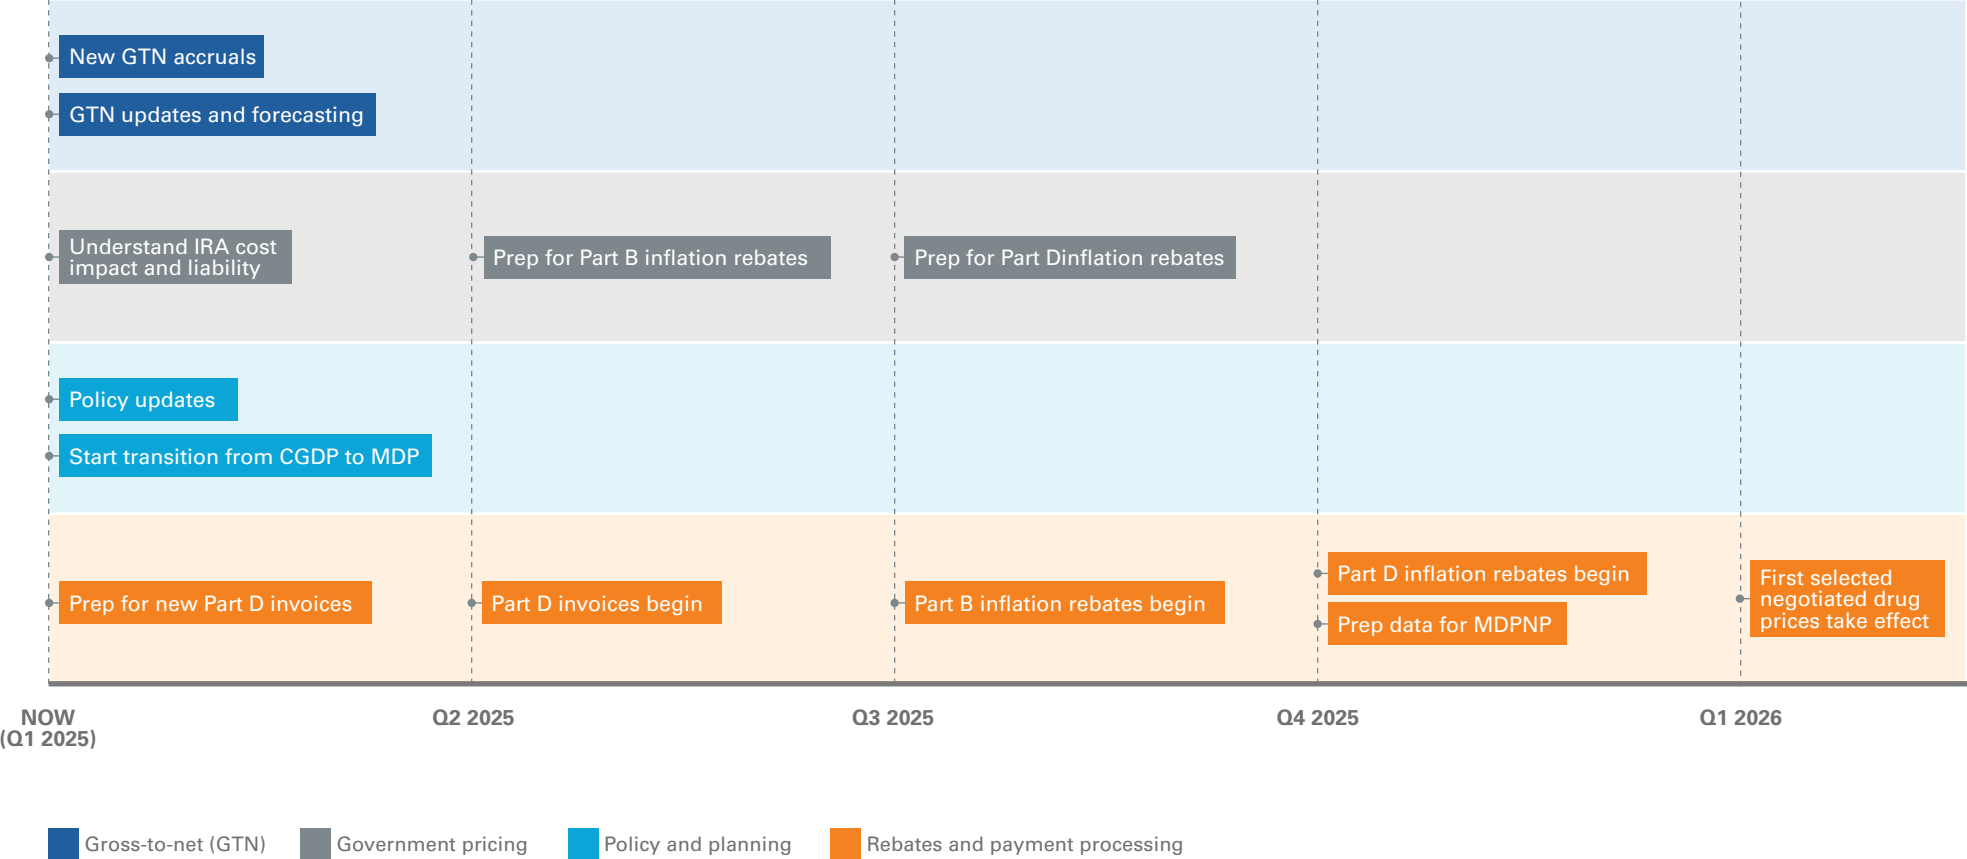 New GTN accruals
GTN updates and forecasting
Understand IRA cost
impact and liability
Prep for Part B inflation rebates
Prep for Part Dinflation rebates
Policy updates
Start transition from CGDP to MDP
Prep for new Part D invoices
Part D invoices begin
Part B inflation rebates begin
Part D inflation rebates begin
Prep data for MDPNP
First selected
negotiated drug
prices take effect
NOW
(Q1 2025)
Q2 2025
Q3 2025
Q4 2025
Q1 2026
Gross-to-net (GTN)
Government pricing
Policy and planning
Rebates and payment processing